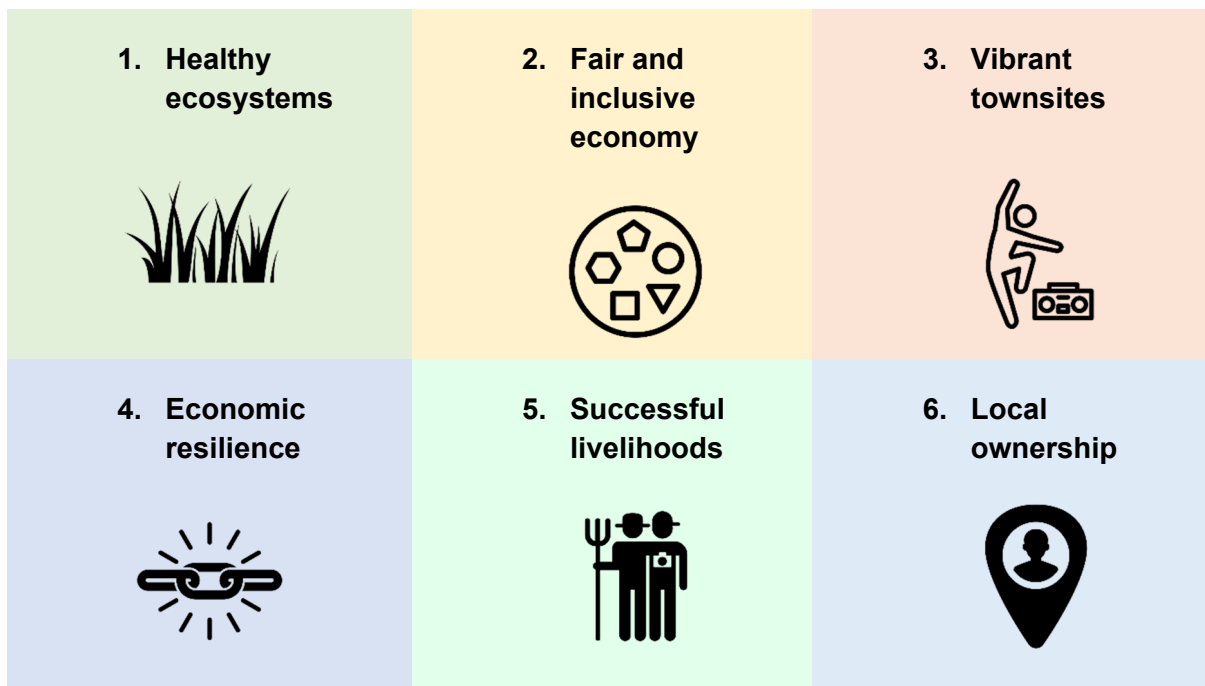 1. Healthy
ecosystems
2. Fair and
inclusive
economy
3. Vibrant
townsites
4. Economic
resilience
5. Successful
livelihoods
6. Local
ownership